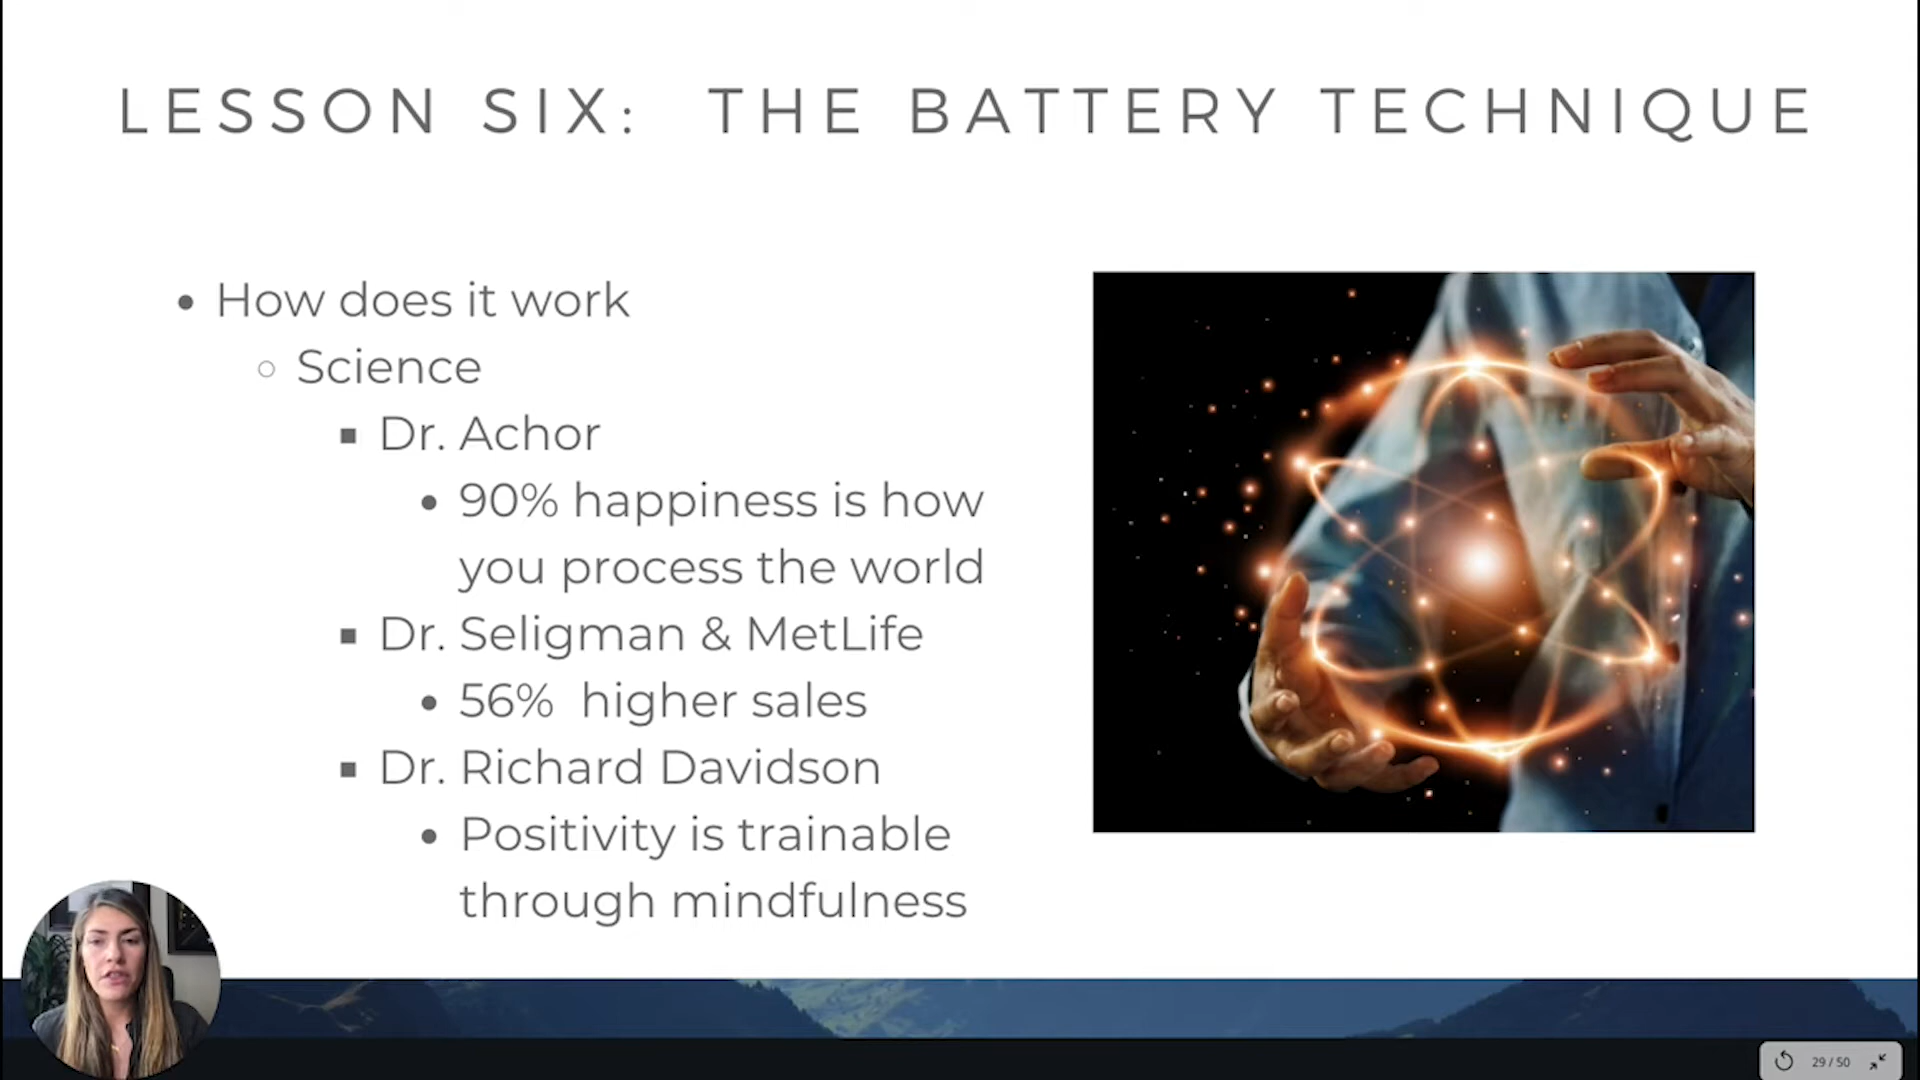 LESSON SIX: THE BATTERY TECHNIQUE
How does it work
Science
Dr. Achor
90% happiness is how
you process the world
Dr. Seligman & MetLife
56% higher sales
Dr. Richard Davidson
Positivity is trainable
through mindfulness
29 / 50